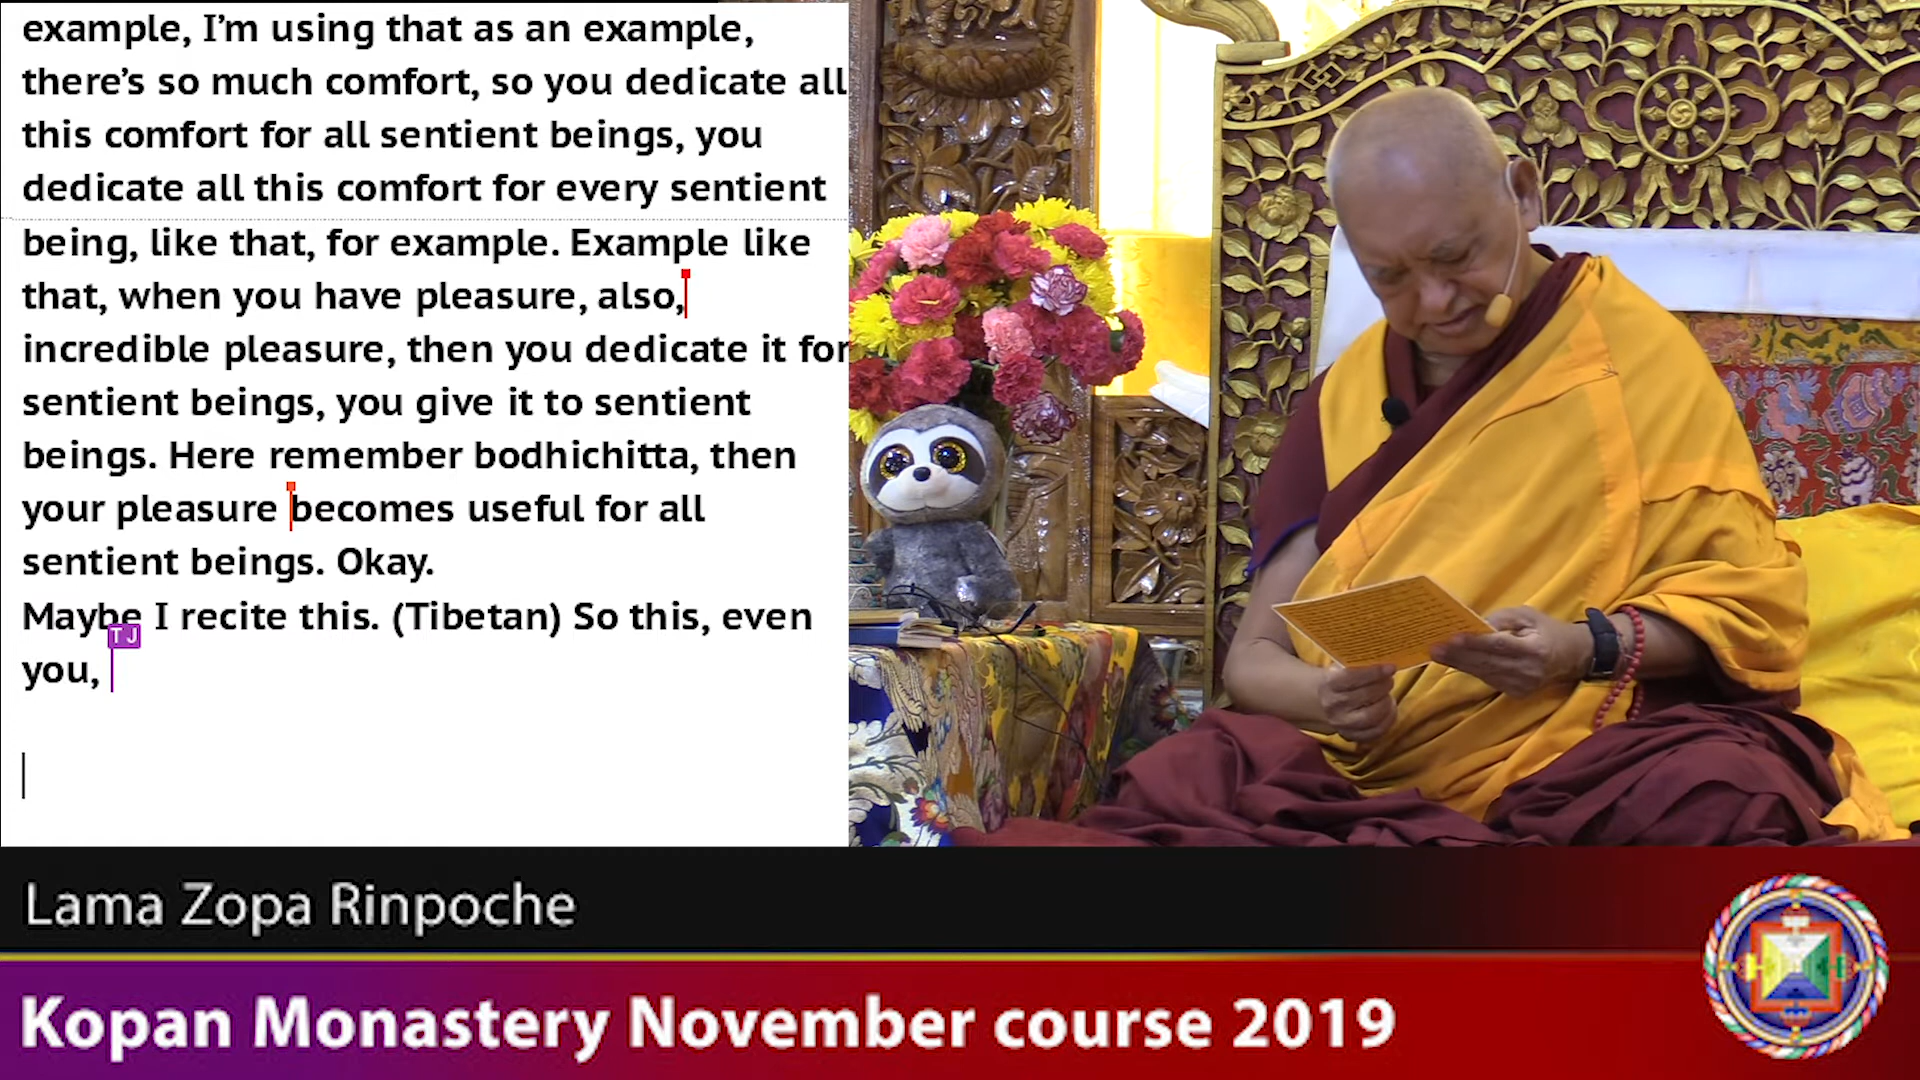 example, I'm using that as an example,
there's so much comfort, so you dedicate all
this comfort for all sentient beings, you
dedicate all this comfort for every sentient
being, like that, for example. Example like
that, when you have pleasure, also,
incredible pleasure, then you dedicate it for
sentient beings, you give it to sentient
beings. Here remember bodhichitta, then
your pleasure becomes useful for all
sentient beings. Okay.
Maybe I recite this. (Tibetan) So this, even
TJ
you,
Lama Zopa Rinpoche
Kopan Monastery November course 2019